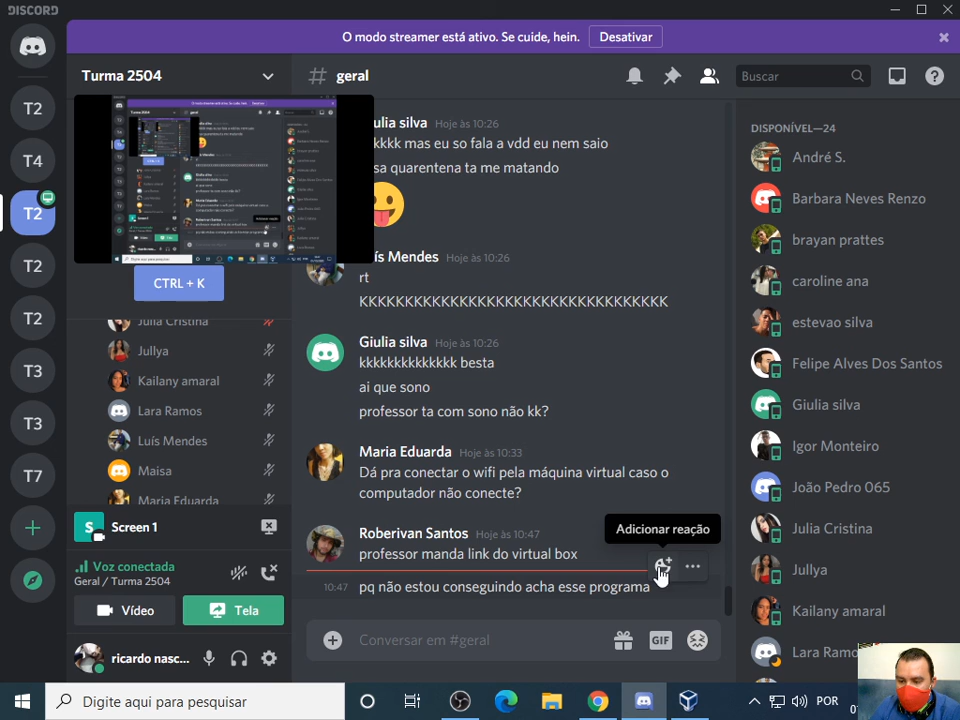 DISCORD
O modo streamer está ativo. Se cuide, hein.
Desativar
Turma 2504
# geral
Buscar
T2
T4
T2
T2
T2
T3
T3
T7
CTRL + K
Julia Cristina
Jullya
Kailany amaral
Lara Ramos
Luís Mendes
Maisa
Maria Eduarda
S
Screen 1
Voz conectada
Geral / Turma 2504
Vídeo
Tela
ricardo nasc...
ulia silva Hoje às 10:26
kkkk mas eu so fala a vdd eu nem saio
sa quarentena ta me matando
ís Mendes Hoje às 10:26
rt
KKKKKKKKKKKKKKKKKKKKKKKKKKKKKKKKKK
Giulia silva Hoje às 10:26
kkkkkkkkkkkkk besta
ai que sono
professor ta com sono não kk?
Maria Eduarda Hoje às 10:33
Dá pra conectar o wifi pela máquina virtual caso o
computador não conecte?
Roberivan Santos Hoje às 10:47
professor manda link do virtual box
Adicionar reação
10:47 pq não estou conseguindo acha esse programa
Conversar em #geral
GIF
DISPONÍVEL—24
André S.
Barbara Neves Renzo
brayan prattes
caroline ana
estevao silva
Felipe Alves Dos Santos
Giulia silva
Igor Monteiro
João Pedro 065
Julia Cristina
Jullya
Kailany amaral
Lara Ramo
Digite aqui para pesquisar
POR